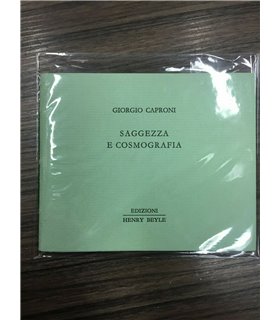 GIORGIO CAPRONI
SAGGEZZA
E COSMOGRAFIA
EDIZIONI
HENRY BEYLE